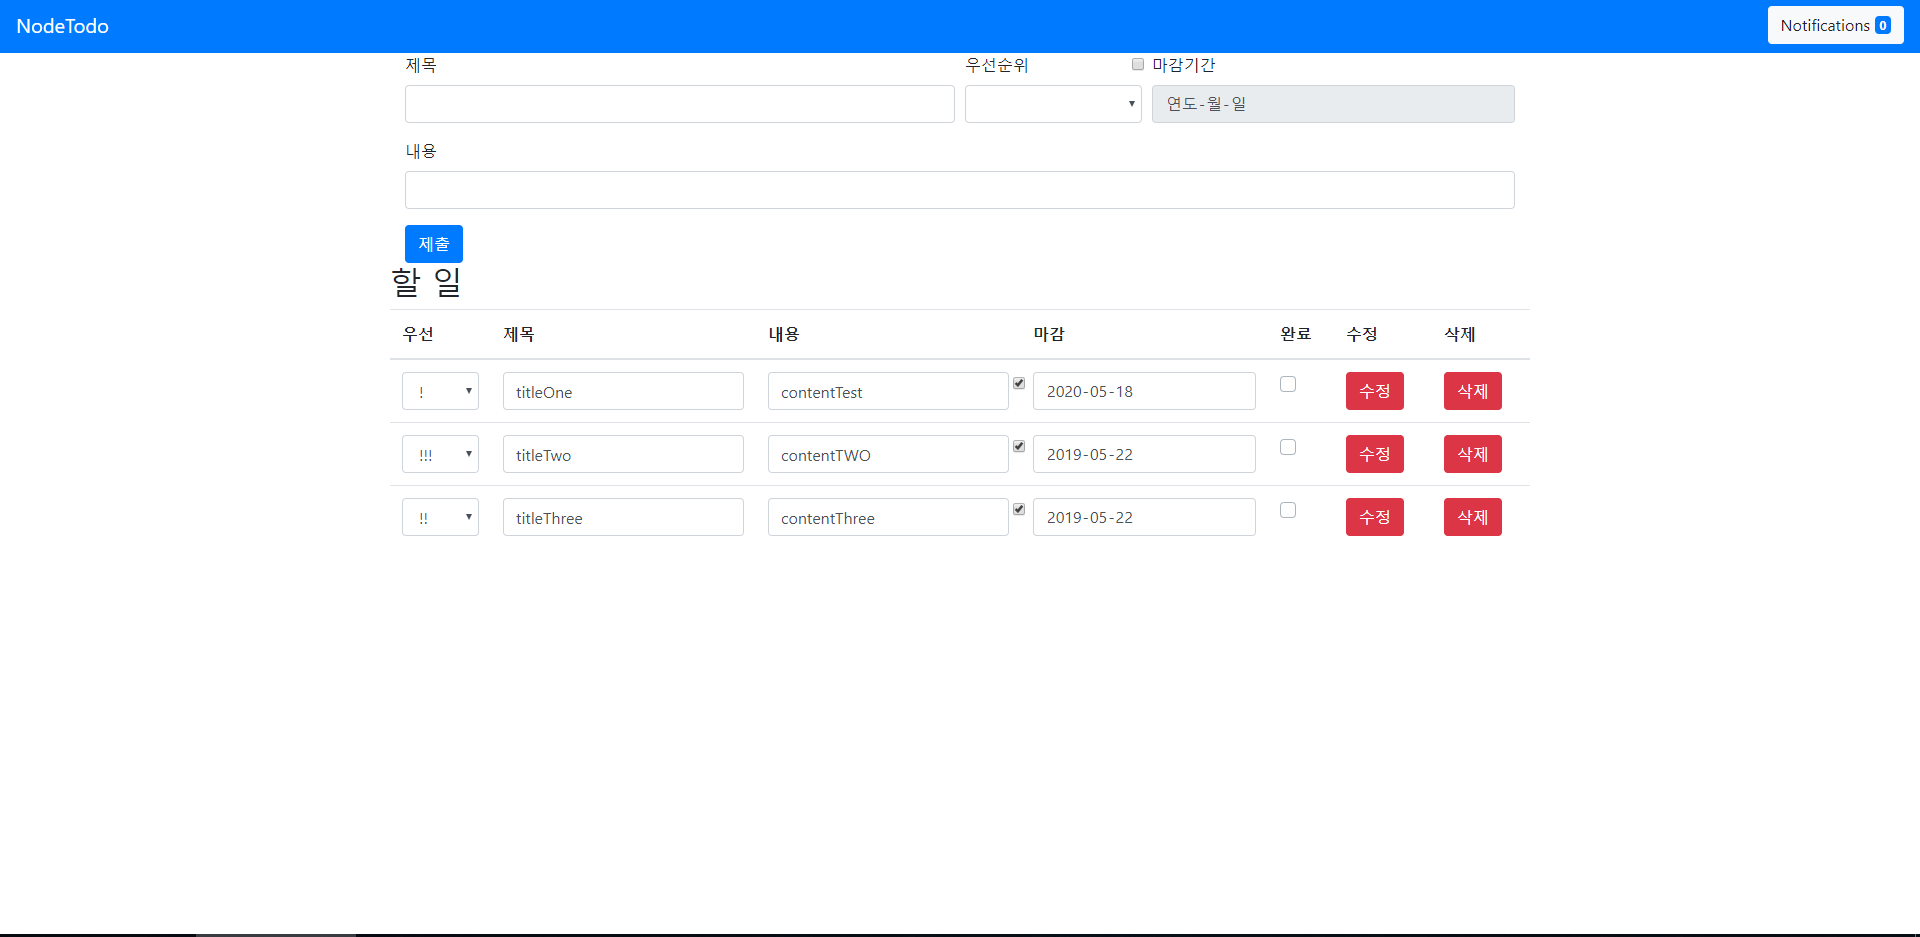 NodeTodo Notifications 0
제목 우선순위 마감기간
연도-월-일
내용
제출
할 일
우선 제목 내용 마감 완료 수정 삭제
! titleOne contentTest 2020-05-18 수정 삭제
!!! titleTwo contentTWO 2019-05-22 수정 삭제
!! titleThree contentThree 2019-05-22 수정 삭제